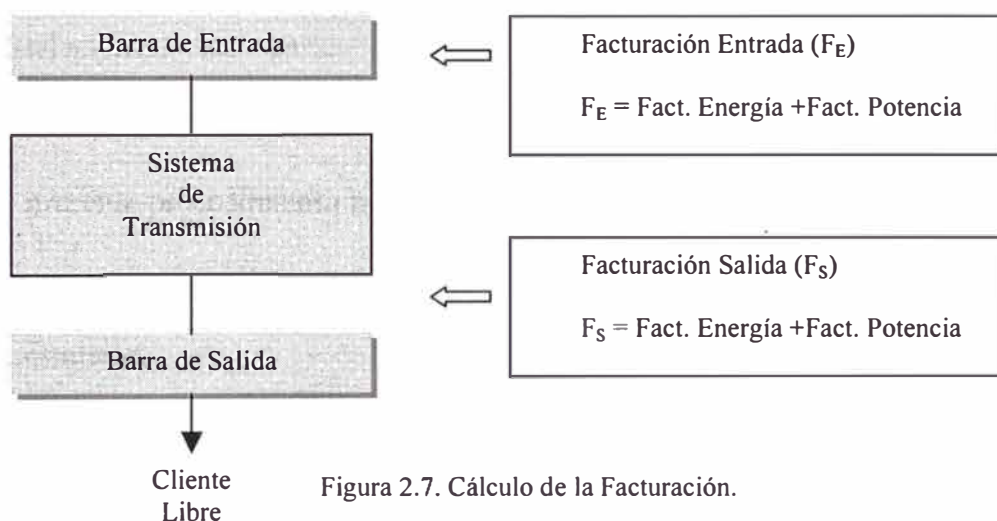 Barra de Entrada
Facturación Entrada (FE)
FE = Fact. Energía +Fact. Potencia
Sistema
de
Transmisión
Facturación Salida (FS)
FS = Fact. Energía +Fact. Potencia
Barra de Salida
Cliente
Libre
Figura 2.7. Cálculo de la Facturación.